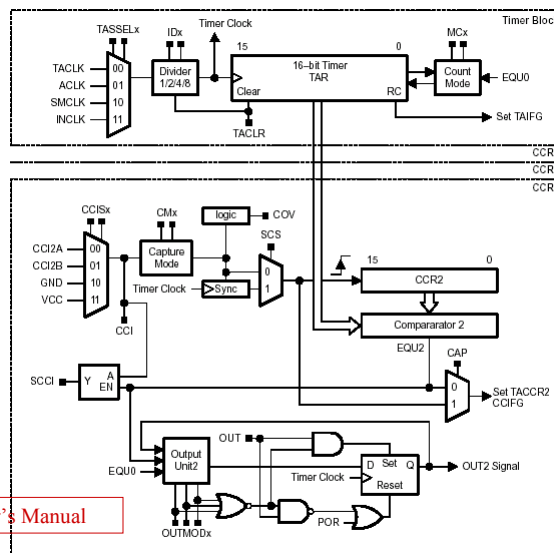 Timer Bloc
TASSELx
IDx
Timer Clock
15
0
MCx
TACLK
ACLK
SMCLK
INCLK
00
01
10
11
Divider
1/2/4/8
16-bit Timer
TAR
Clear
RC
Count
Mode
EQU0
TACLR
Set TAIFG
CCR
CCR
CCR
CCISx
CMx
logic
COV
SCS
CCI2A
CCI2B
GND
VCC
00
01
10
11
Capture
Mode
Timer Clock
Sync
0
1
15
0
CCR2
Compararator 2
CCI
EQU2
CAP
SCCI
Y
A
EN
0
1
Set TACCR2
CCIFG
OUT
EQU0
Output
Unit2
Timer Clock
D
Set
Q
Reset
OUT2 Signal
POR
OUTMODx
's Manual